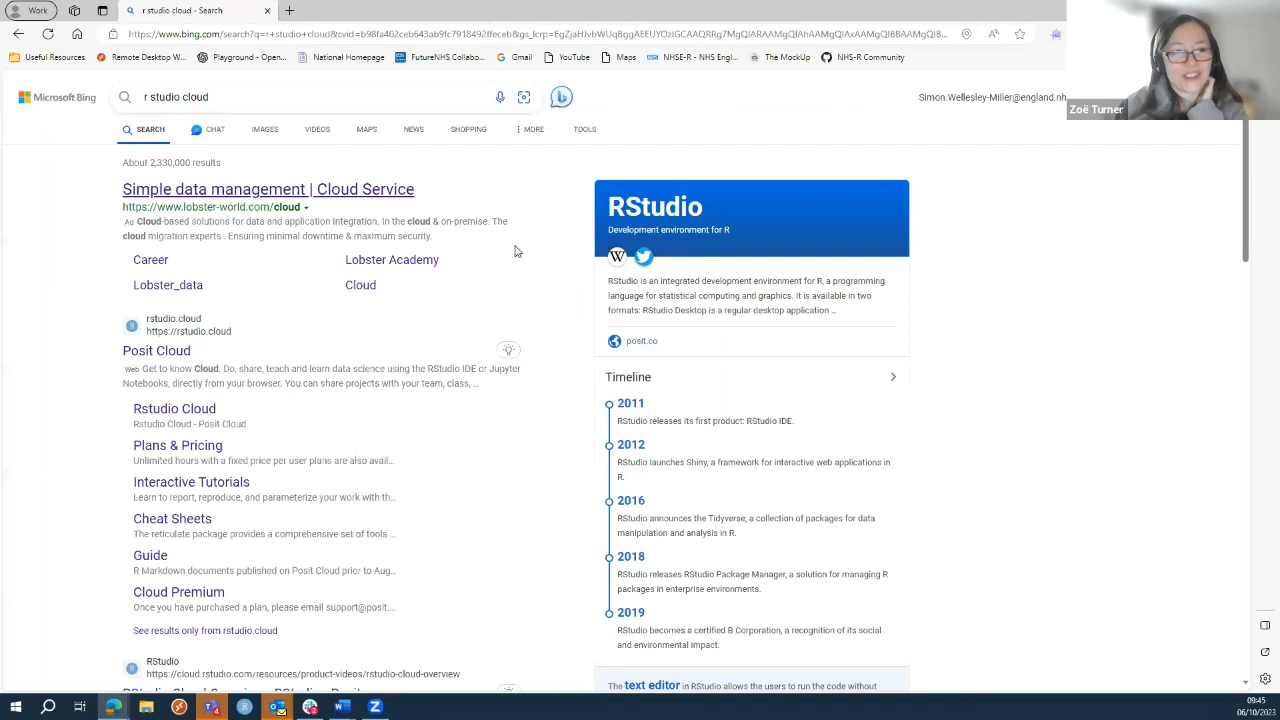 Work
r studio cloud - Search
https://www.bing.com/search?q=r+studio+cloud&cvid=b98fa402ceb643ab9fc7918492ffeceb&gs_lcrp=
Useful Resources
Remote Desktop W...
Playground - Open...
National Homepage
FutureNHS Collab...
Gmail
YouTube
Maps
NHSE-R - NHS Engl...
The MockUp
NHS-R Community
Zoë Turner
Microsoft Bing
r studio cloud
Simon.Wellesley-Miller@england.nh
SEARCH
CHAT
IMAGES
VIDEOS
MAPS
NEWS
SHOPPING
MORE
TOOLS
About 2,330,000 results
Simple data management | Cloud Service
https://www.lobster-world.com/cloud
Ad Cloud-based solutions for data and application integration. In the cloud & on-premise. The
cloud migration experts . Ensuring minimal downtime & maximum security.
Career
Lobster Academy
Lobster_data
Cloud
rstudio.cloud
https://rstudio.cloud
Posit Cloud
Web Get to know Cloud. Do, share, teach and learn data science using the RStudio IDE or Jupyter
Notebooks, directly from your browser. You can share projects with your team, class, ...
Rstudio Cloud
Rstudio Cloud - Posit Cloud
Plans & Pricing
Unlimited hours with a fixed price per user plans are also avail...
Interactive Tutorials
Learn to report, reproduce, and parameterize your work with th...
Cheat Sheets
The reticulate package provides a comprehensive set of tools ...
Guide
R Markdown documents published on Posit Cloud prior to Aug...
Cloud Premium
Once you have purchased a plan, please email support@posit....
See results only from rstudio.cloud
RStudio
https://cloud.rstudio.com/resources/product-videos/rstudio-cloud-overview
RStudio
Development environment for R
W
RStudio is an integrated development environment for R, a programming
language for statistical computing and graphics. It is available in two
formats: RStudio Desktop is a regular desktop application ...
posit.co
Timeline
2011
RStudio releases its first product: RStudio IDE.
2012
RStudio launches Shiny, a framework for interactive web applications in
R.
2016
RStudio announces the Tidyverse, a collection of packages for data
manipulation and analysis in R.
2018
RStudio releases RStudio Package Manager, a solution for managing R
packages in enterprise environments.
2019
RStudio becomes a certified B Corporation, a recognition of its social
and environmental impact.
The text editor in RStudio allows the users to run the code without
09:45
06/10/2023